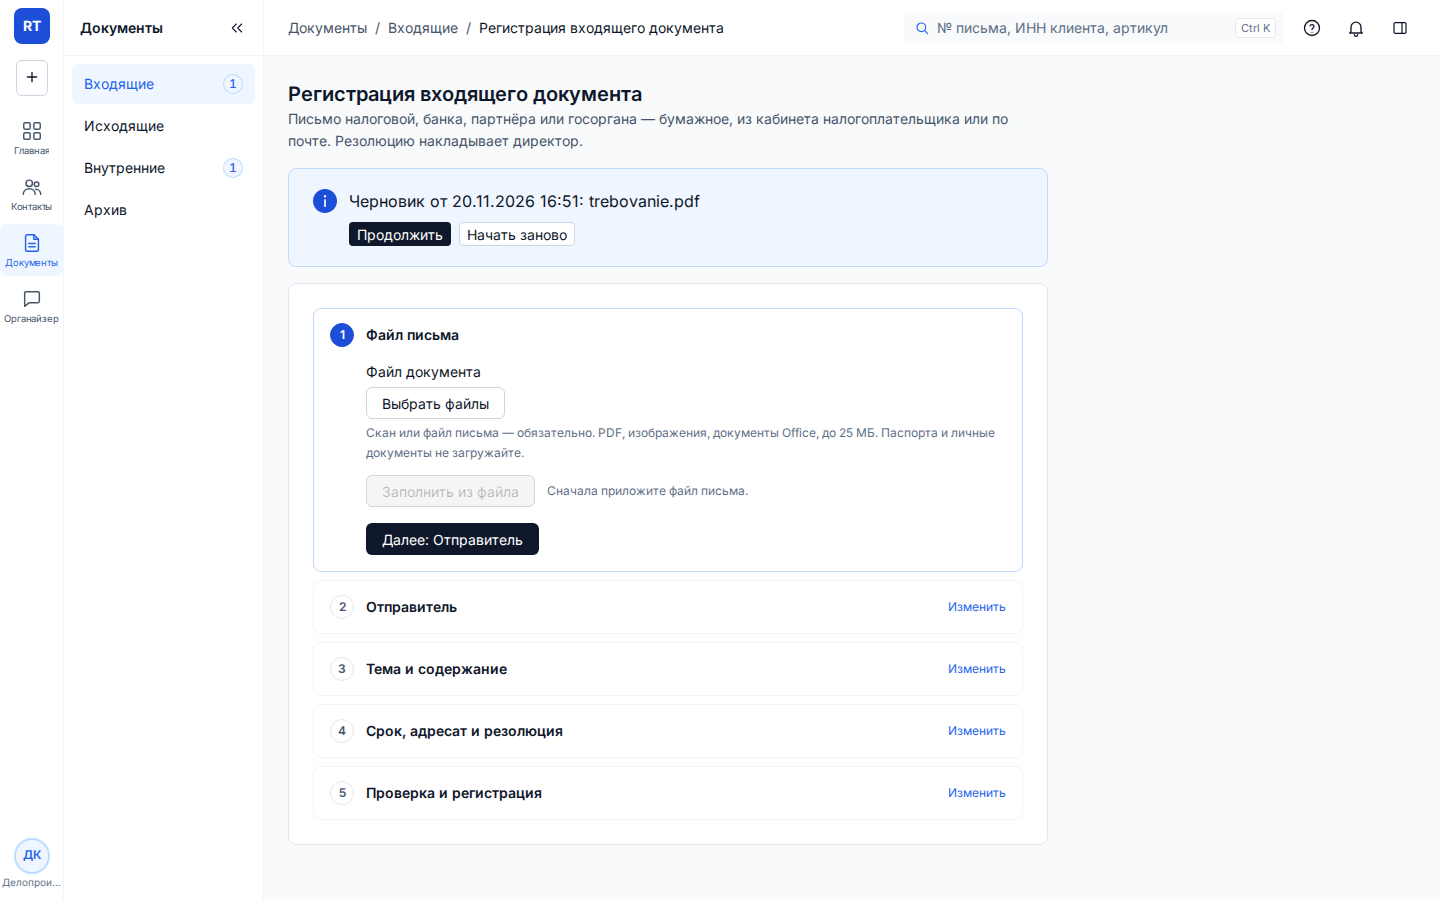 RT
Документы
Документы / Входящие / Регистрация входящего документа
№ письма, ИНН клиента, артикул
Ctrl K
Главная
Контакты
Документы
Органайзер
ДК
Делопрои...
Входящие 1
Исходящие
Внутренние 1
Архив
Регистрация входящего документа
Письмо налоговой, банка, партнёра или госоргана — бумажное, из кабинета налогоплательщика или по
почте. Резолюцию накладывает директор.
Черновик от 20.11.2026 16:51: trebovanie.pdf
Продолжить Начать заново
1 Файл письма
Файл документа
Выбрать файлы
Скан или файл письма — обязательно. PDF, изображения, документы Office, до 25 МБ. Паспорта и личные
документы не загружайте.
Заполнить из файла Сначала приложите файл письма.
Далее: Отправитель
2 Отправитель Изменить
3 Тема и содержание Изменить
4 Срок, адресат и резолюция Изменить
5 Проверка и регистрация Изменить